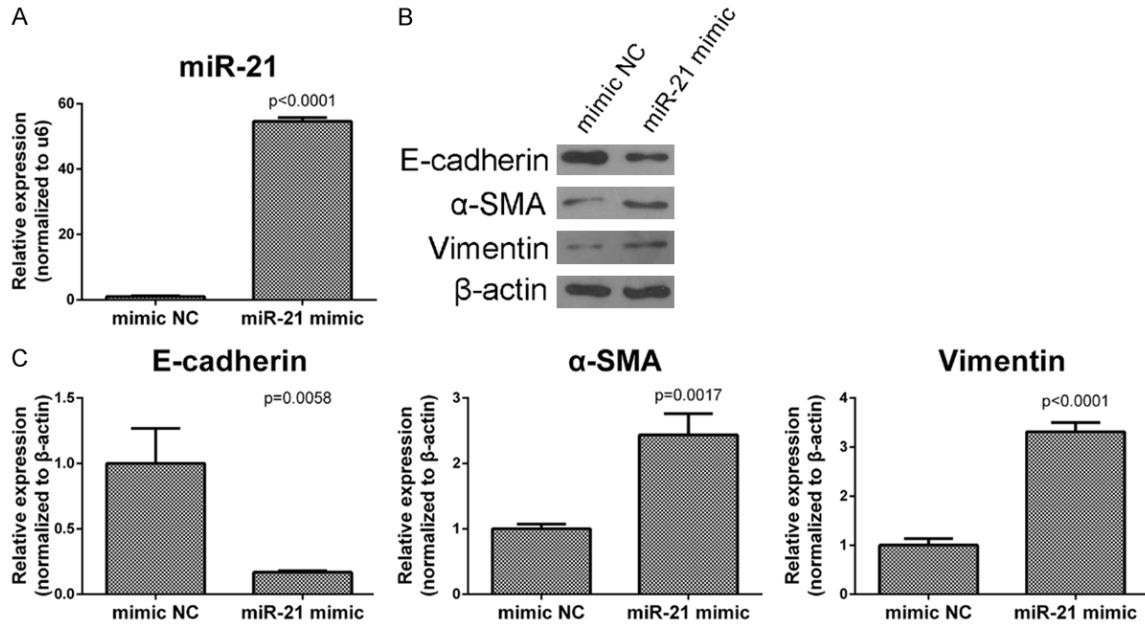 A
miR-21
Relative expression
(normalized to u6)
60
40
20
0
p<0.0001
mimic NC
miR-21 mimic
B
mimic NC
miR-21 mimic
E-cadherin
α-SMA
Vimentin
β-actin
C
E-cadherin
Relative expression
(normalized to β-actin)
1.5
1.0
0.5
0.0
p=0.0058
mimic NC
miR-21 mimic
α-SMA
Relative expression
(normalized to β-actin)
3
2
1
0
p=0.0017
mimic NC
miR-21 mimic
Vimentin
Relative expression
(normalized to β-actin)
4
3
2
1
0
p<0.0001
mimic NC
miR-21 mimic